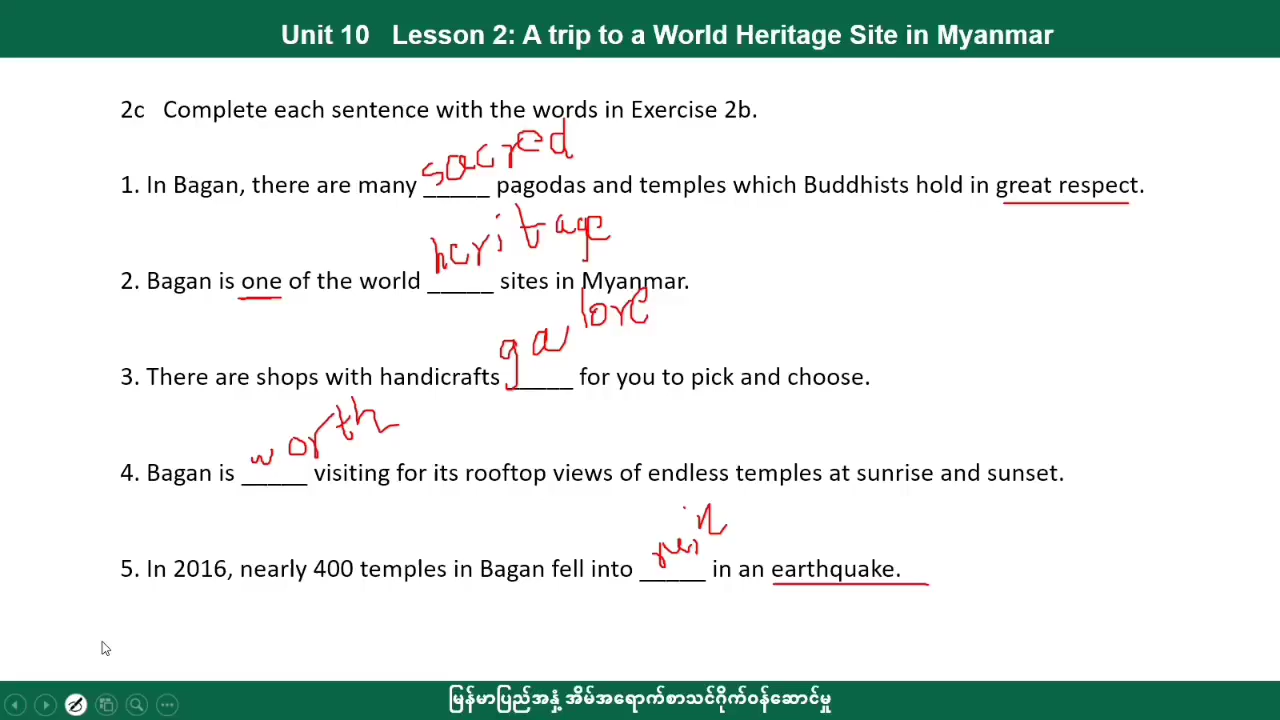 Unit 10 Lesson 2: A trip to a World Heritage Site in Myanmar
2c Complete each sentence with the words in Exercise 2b.
sacred
1. In Bagan, there are many _____ pagodas and temples which Buddhists hold in great respect.
heritage
2. Bagan is one of the world _____ sites in Myanmar.
galore
3. There are shops with handicrafts _____ for you to pick and choose.
worth
4. Bagan is _____ visiting for its rooftop views of endless temples at sunrise and sunset.
ruin
5. In 2016, nearly 400 temples in Bagan fell into _____ in an earthquake.
မြန်မာပြည်အနှံ့ အိမ်အရောက်စာသင်ဂိုက်ဝန်ဆောင်မှု